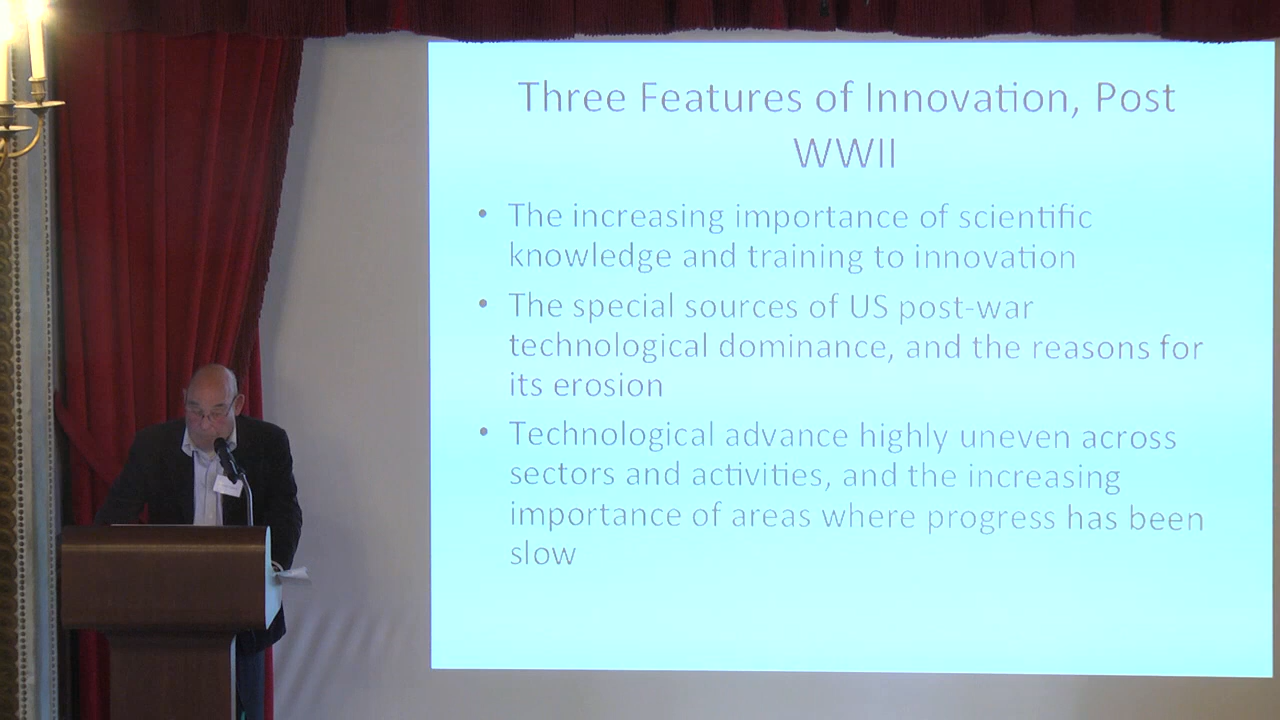 Three Features of Innovation, Post
WWII
• The increasing importance of scientific
knowledge and training to innovation
• The special sources of US post-war
technological dominance, and the reasons for
its erosion
• Technological advance highly uneven across
sectors and activities, and the increasing
importance of areas where progress has been
slow